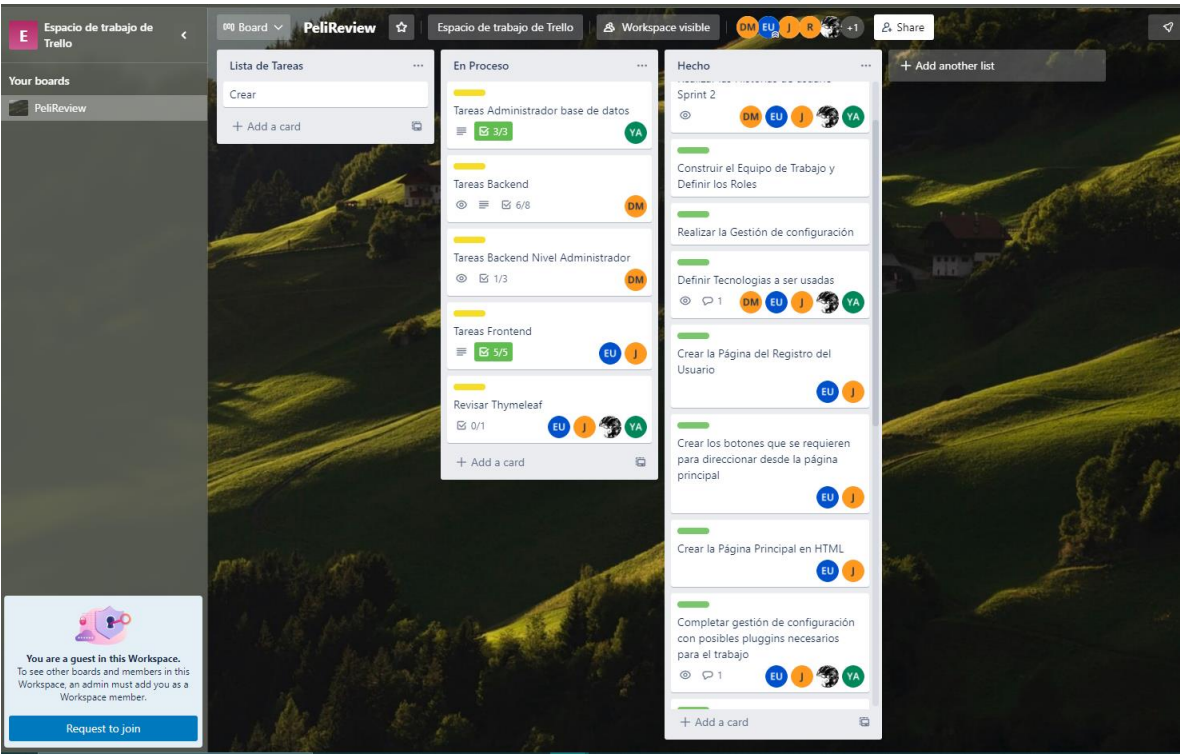 E
Espacio de trabajo de
Trello
Your boards
PeliReview
You are a guest in this Workspace.
To see other boards and members in this
Workspace, an admin must add you as a
Workspace member.
Request to join
Board
PeliReview
Espacio de trabajo de Trello
Workspace visible
DM EU J R +1
Share
Lista de Tareas
Crear
+ Add a card
En Proceso
Tareas Administrador base de datos
3/3
YA
Tareas Backend
6/8
DM
Tareas Backend Nivel Administrador
1/3
DM
Tareas Frontend
5/5
EU J
Revisar Thymeleaf
0/1
EU J YA
+ Add a card
Hecho
Sprint 2
DM EU J YA
Construir el Equipo de Trabajo y
Definir los Roles
Realizar la Gestión de configuración
Definir Tecnologias a ser usadas
1
DM EU J YA
Crear la Página del Registro del
Usuario
EU J
Crear los botones que se requieren
para direccionar desde la página
principal
EU J
Crear la Página Principal en HTML
EU J
Completar gestión de configuración
con posibles pluggins necesarios
para el trabajo
1
EU J YA
+ Add a card
+ Add another list